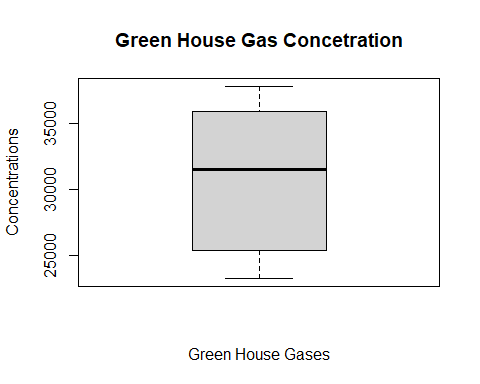 Green House Gas Concetration
Concentrations
35000
30000
25000
Green House Gases